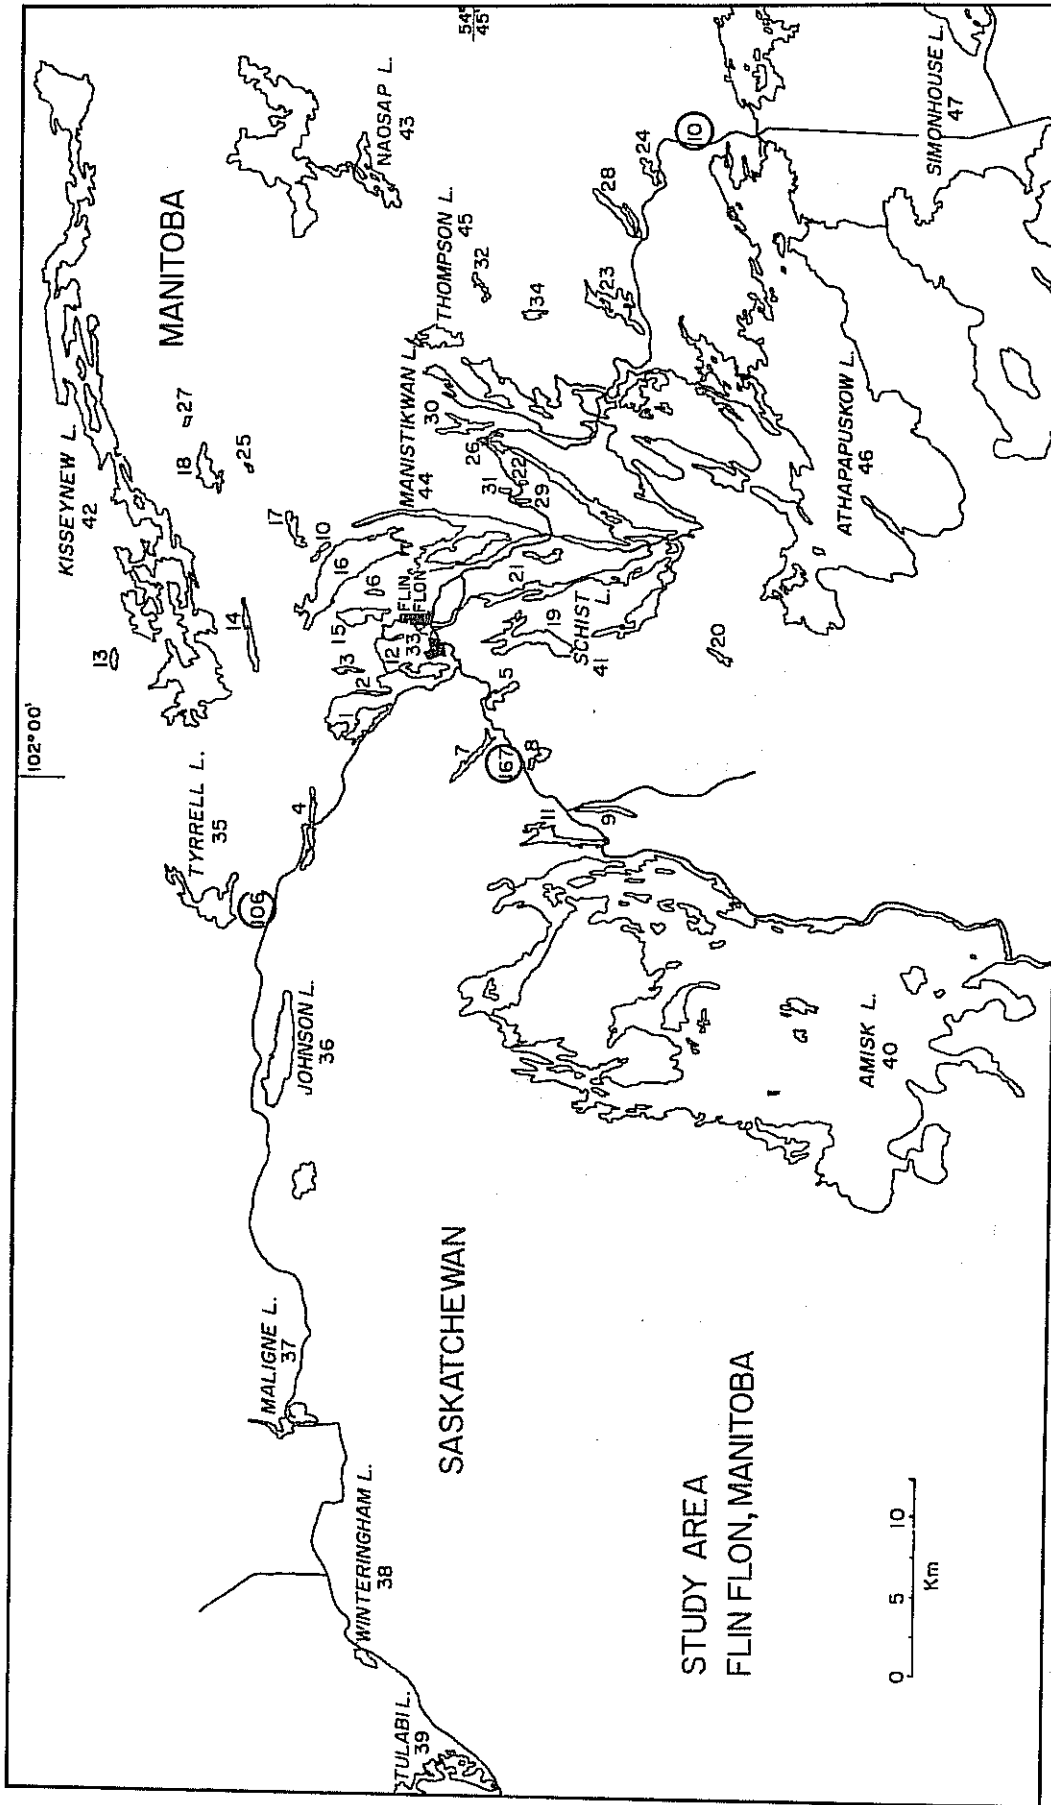 102°00'
54°
45'
KISSEYNEW L.
42
MANITOBA
NAOSAP L.
43
13
14
17
18
27
25
10
16
6
15
3
2
1
12
33
FLIN
FLON
MANISTIKWAN L.
44
THOMPSON L.
45
30
32
34
26
31
22
29
23
28
24
110
21
19
SCHIST
L.
41
20
5
7
167
8
11
9
TYRRELL L.
35
4
106
JOHNSON L.
36
MALIGNE L.
37
WINTERINGHAM L.
38
TULABI L.
39
SASKATCHEWAN
AMISK L.
40
ATHAPAPUSKOW L.
46
SIMONHOUSE L.
47
STUDY AREA
FLIN FLON, MANITOBA
0 5 10
Km